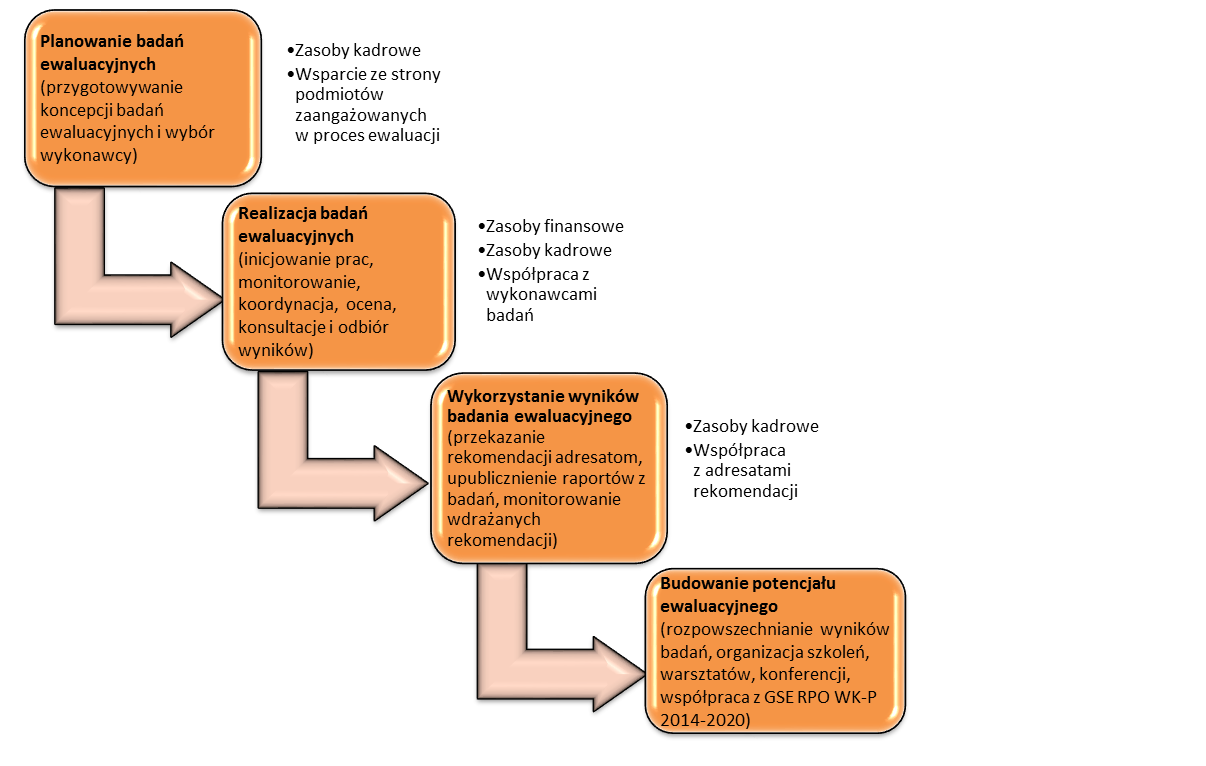 Planowanie badań
ewaluacyjnych
(przygotowywanie
koncepcji badań
ewaluacyjnych i wybór
wykonawcy)
•Zasoby kadrowe
•Wsparcie ze strony
podmiotów
zaangażowanych
w proces ewaluacji
Realizacja badań
ewaluacyjnych
(inicjowanie prac,
monitorowanie,
koordynacja, ocena,
konsultacje i odbiór
wyników)
•Zasoby finansowe
•Zasoby kadrowe
•Współpraca z
wykonawcami
badań
Wykorzystanie wyników
badania ewaluacyjnego
(przekazanie
rekomendacji adresatom,
upublicznienie raportów z
badań, monitorowanie
wdrażanych
rekomendacji)
•Zasoby kadrowe
•Współpraca
z adresatami
rekomendacji
Budowanie potencjału
ewaluacyjnego
(rozpowszechnianie wyników
badań, organizacja szkoleń,
warsztatów, konferencji,
współpraca z GSE RPO WK-P
2014-2020)